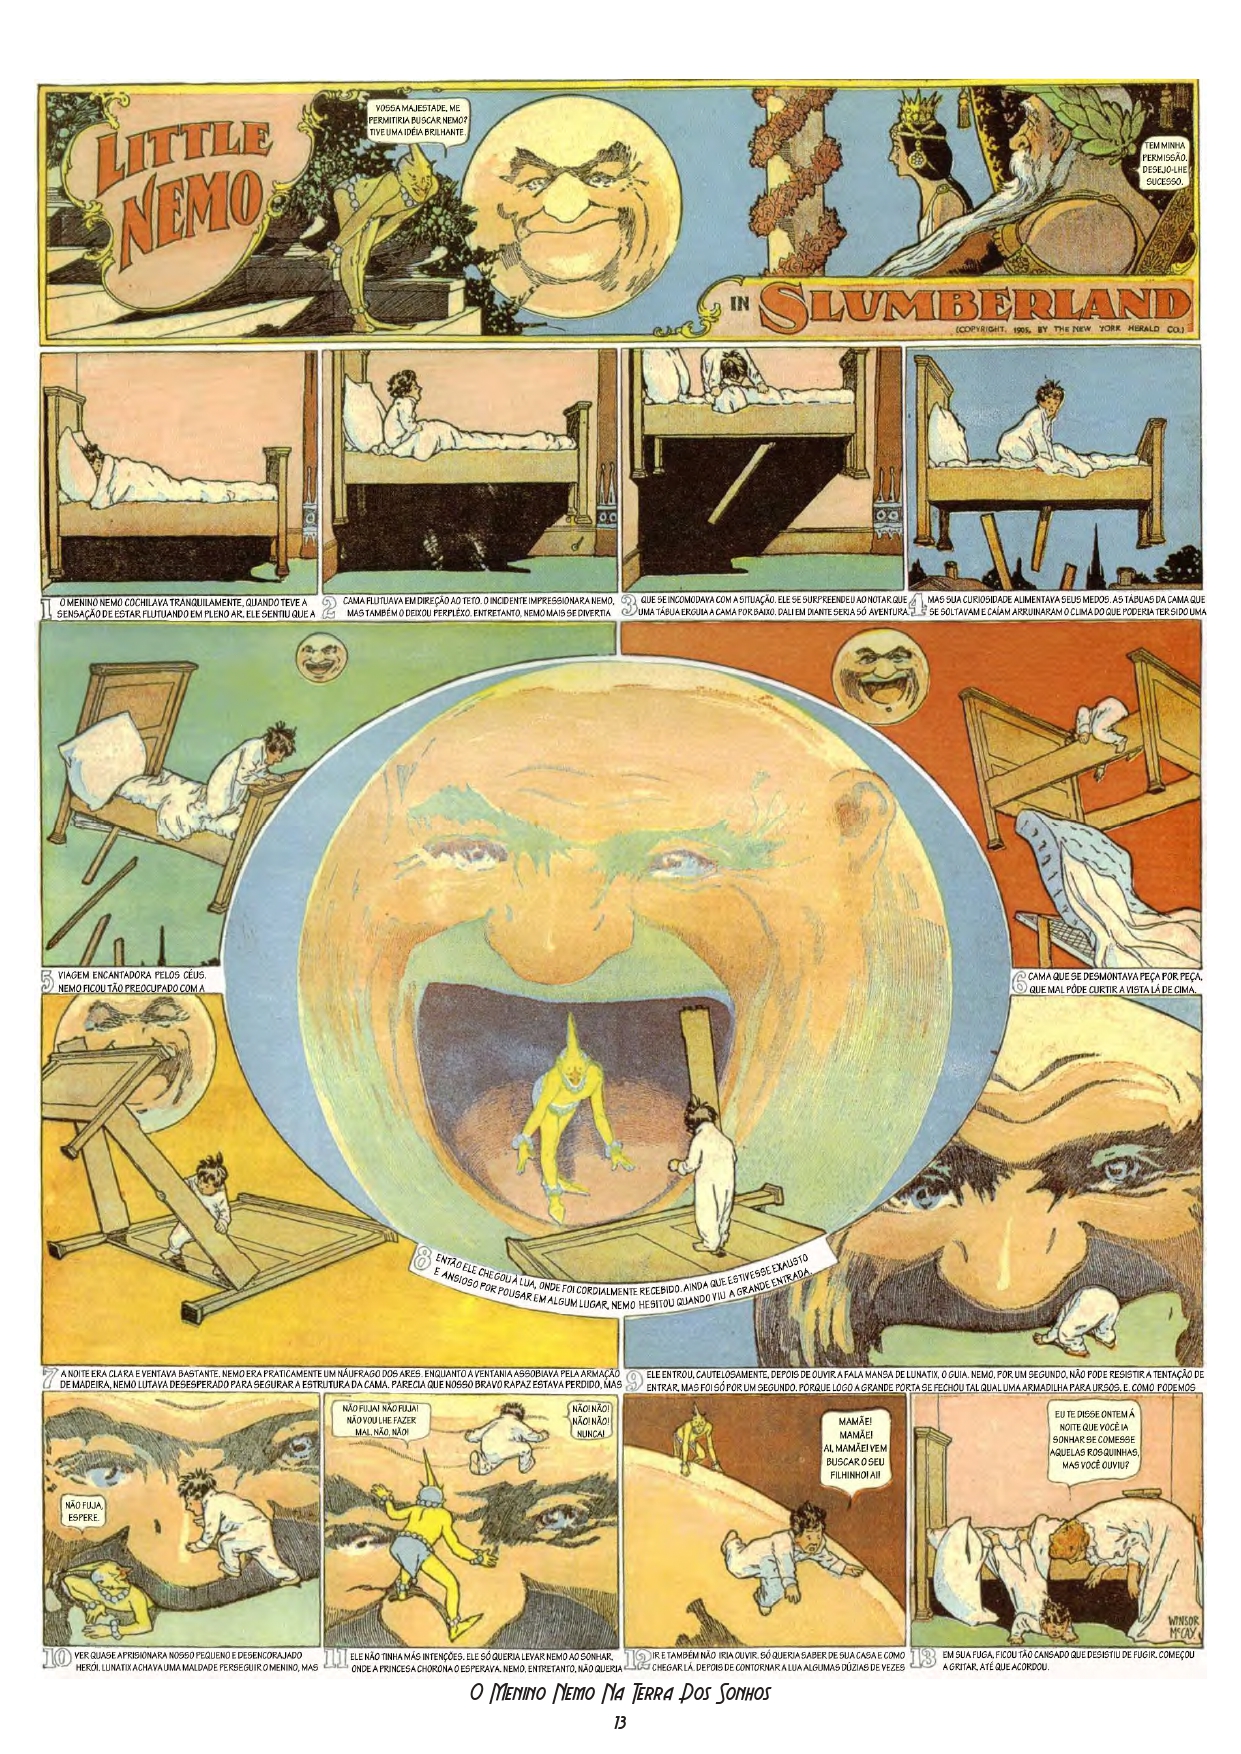 LITTLE
NEMO
VOSSA MAJESTADE, ME
PERMITIRIA BUSCAR NEMO?
TIVE UMA IDÉIA BRILHANTE.
TEM MINHA
PERMISSÃO.
DESEJO-LHE
SUCESSO.
IN SLUMBERLAND
(COPYRIGHT, 1905, BY THE NEW YORK HERALD CO.)
1 O MENINO NEMO COCHILAVA TRANQUILAMENTE, QUANDO TEVE A
SENSAÇÃO DE ESTAR FLUTUANDO EM PLENO AR. ELE SENTIU QUE A
2 CAMA FLUTUAVA EM DIREÇÃO AO TETO. O INCIDENTE IMPRESSIONARA NEMO,
MAS TAMBÉM O DEIXOU PERPLÉXO. ENTRETANTO, NEMO MAIS SE DIVERTIA
3 QUE SE INCOMODAVA COM A SITUAÇÃO. ELE SE SURPREENDEU AO NOTAR QUE
UMA TÁBUA ERGUIA A CAMA POR BAIXO. DALI EM DIANTE SERIA SÓ AVENTURA.
4 MAS SUA CURIOSIDADE ALIMENTAVA SEUS MEDOS. AS TÁBUAS DA CAMA QUE
SE SOLTAVAM E CAÍAM ARRUINARAM O CLIMA DO QUE PODERIA TER SIDO UMA
5 VIAGEM ENCANTADORA PELOS CÉUS.
NEMO FICOU TÃO PREOCUPADO COM A
6 CAMA QUE SE DESMONTAVA PEÇA POR PEÇA,
QUE MAL PÔDE CURTIR A VISTA LÁ DE CIMA.
7 A NOITE ERA CLARA E VENTAVA BASTANTE. NEMO ERA PRATICAMENTE UM NÁUFRAGO DOS ARES. ENQUANTO A VENTANIA ASSOBIAVA PELA ARMAÇÃO
DE MADEIRA, NEMO LUTAVA DESESPERADO PARA SEGURAR A ESTRUTURA DA CAMA. PARECIA QUE NOSSO BRAVO RAPAZ ESTAVA PERDIDO, MAS
8 ENTÃO ELE CHEGOU À LUA, ONDE FOI CORDIALMENTE RECEBIDO. AINDA QUE ESTIVESSE EXAUSTO
E ANSIOSO POR POUSAR EM ALGUM LUGAR, NEMO HESITOU QUANDO VIU A GRANDE ENTRADA.
9 ELE ENTROU, CAUTELOSAMENTE, DEPOIS DE OUVIR A FALA MANSA DE LUNATIX, O GUIA. NEMO, POR UM SEGUNDO, NÃO PODE RESISTIR A TENTAÇÃO DE
ENTRAR, MAS FOI SÓ POR UM SEGUNDO. PORQUE LOGO A GRANDE PORTA SE FECHOU TAL QUAL UMA ARMADILHA PARA URSOS. E, COMO PODEMOS
NÃO FUJA,
ESPERE.
10 VER QUASE APRISIONARA NOSSO PEQUENO E DESENCORAJADO
HERÓI. LUNATIX ACHAVA UMA MALDADE PERSEGUIR O MENINO, MAS
NÃO FUJA! NÃO FUJA!
NÃO VOU LHE FAZER
MAL. NÃO, NÃO!
NÃO! NÃO!
NÃO! NÃO!
NUNCA!
11 ELE NÃO TINHA MÁS INTENÇÕES. ELE SÓ QUERIA LEVAR NEMO AO SONHAR,
ONDE A PRINCESA CHORONA O ESPERAVA. NEMO, ENTRETANTO, NÃO QUERIA
MAMÃE!
MAMÃE!
AI, MAMÃE! VEM
BUSCAR O SEU
FILHINHO! AI!
12 IR E TAMBÉM NÃO IRIA OUVIR. SÓ QUERIA SABER DE SUA CASA E COMO
CHEGAR LÁ. DEPOIS DE CONTORNAR A LUA ALGUMAS DÚZIAS DE VEZES
EU TE DISSE ONTEM Á
NOITE QUE VOCÊ IA
SONHAR SE COMESSE
AQUELAS ROSQUINHAS,
MAS VOCÊ OUVIU?
WINSOR
McCAY
13 EM SUA FUGA, FICOU TÃO CANSADO QUE DESISTIU DE FUGIR. COMEÇOU
A GRITAR, ATÉ QUE ACORDOU.
O MENINO NEMO NA TERRA DOS SONHOS
13